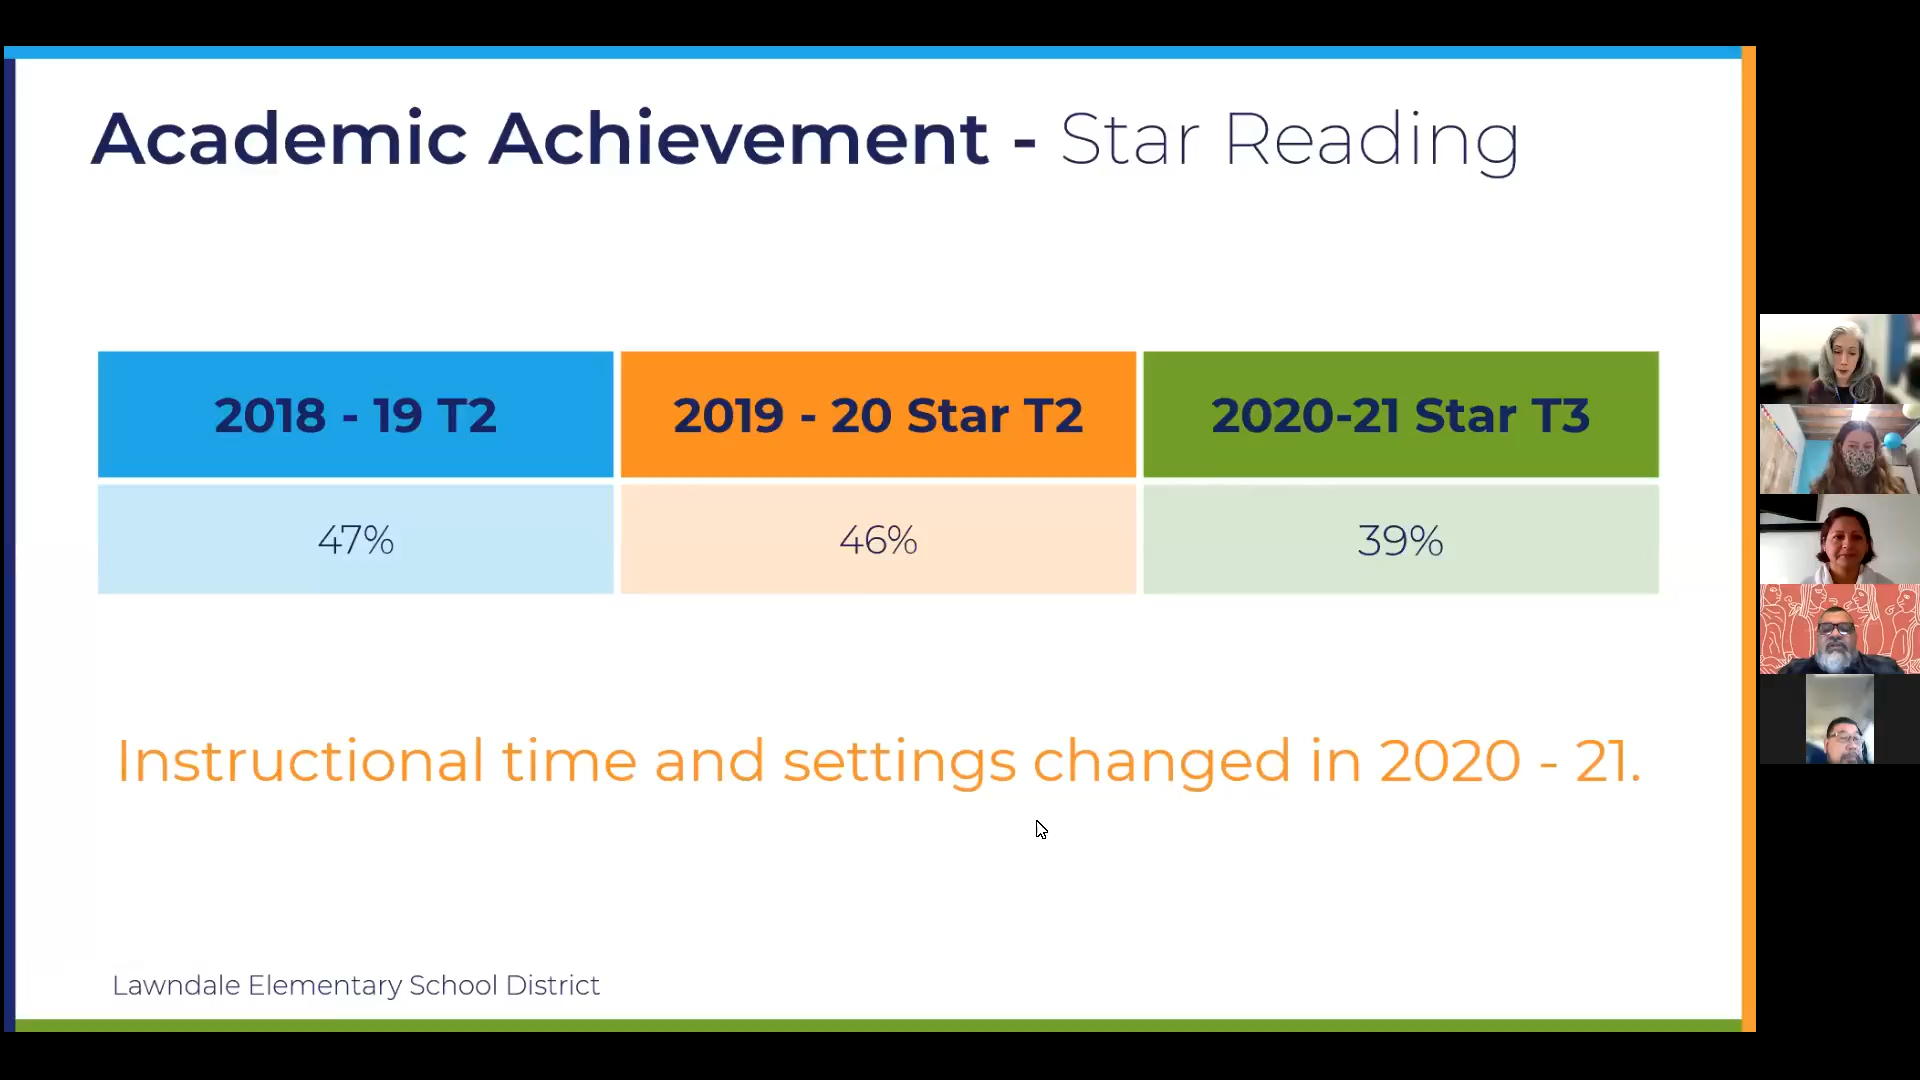 Academic Achievement - Star Reading
2018 - 19 T2
2019 - 20 Star T2
2020-21 Star T3
47%
46%
39%
Instructional time and settings changed in 2020 - 21.
Lawndale Elementary School District